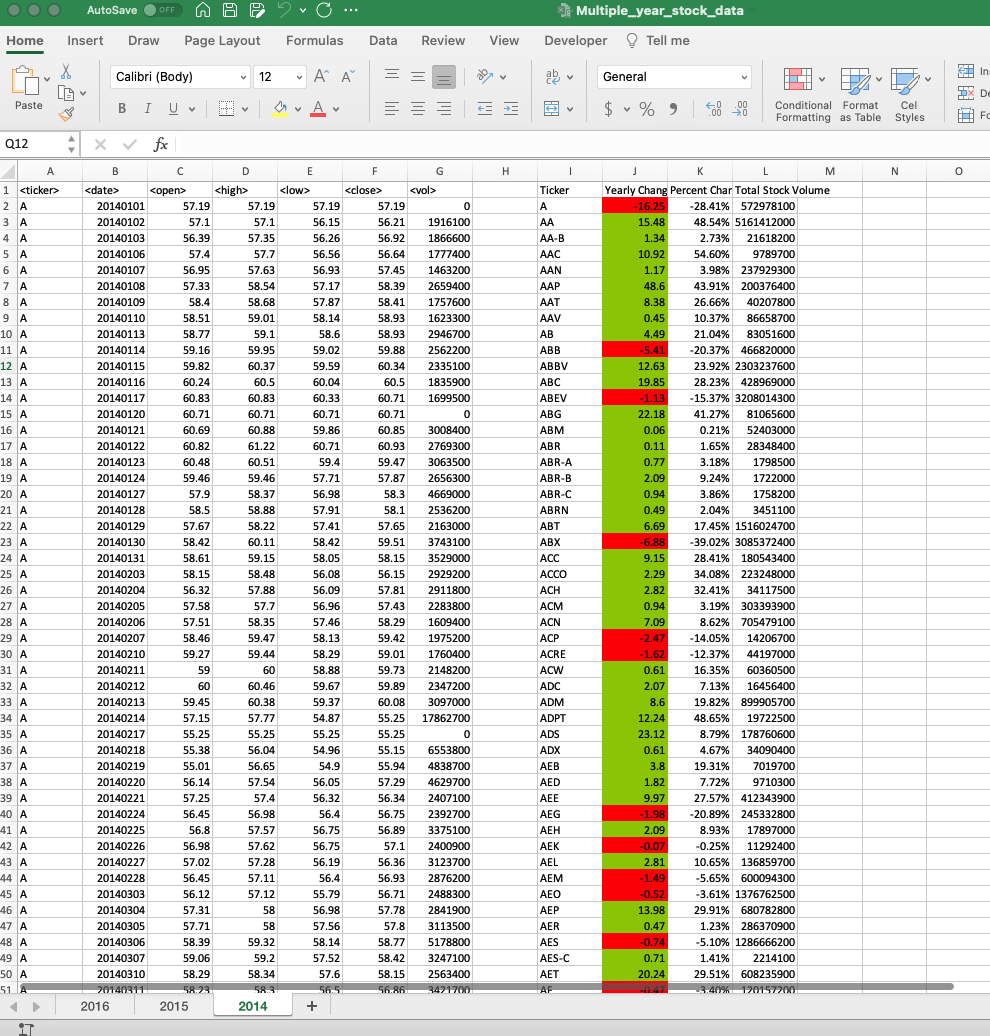 AutoSave OFF Multiple_year_stock_data
Home Insert Draw Page Layout Formulas Data Review View Developer Tell me
Paste Calibri (Body) 12 A A B I U A ab General $ % Conditional Formatting Format as Table Cell Styles
Q12 fx
A B C D E F G H I J K L M N O
1 <ticker> <date> <open> <high> <low> <close> <vol> Ticker Yearly Chang Percent Char Total Stock Volume
2 A 20140101 57.19 57.19 57.19 57.19 0 A -16.25 -28.41% 572978100
3 A 20140102 57.1 57.1 56.15 56.21 1916100 AA 15.48 48.54% 5161412000
4 A 20140103 56.39 57.35 56.26 56.92 1866600 AA-B 1.34 2.73% 21618200
5 A 20140106 57.4 57.7 56.56 56.64 1777400 AAC 10.92 54.60% 9789700
6 A 20140107 56.95 57.63 56.93 57.45 1463200 AAN 1.17 3.98% 237929300
7 A 20140108 57.33 58.54 57.17 58.39 2659400 AAP 48.6 43.91% 200376400
8 A 20140109 58.4 58.68 57.87 58.41 1757600 AAT 8.38 26.66% 40207800
9 A 20140110 58.51 59.01 58.14 58.93 1623300 AAV 0.45 10.37% 86658700
10 A 20140113 58.77 59.1 58.6 58.93 2946700 AB 4.49 21.04% 83051600
11 A 20140114 59.16 59.95 59.02 59.88 2562200 ABB -5.41 -20.37% 466820000
12 A 20140115 59.82 60.37 59.59 60.34 2335100 ABBV 12.63 23.92% 2303237600
13 A 20140116 60.24 60.5 60.04 60.5 1835900 ABC 19.85 28.23% 428969000
14 A 20140117 60.83 60.83 60.33 60.71 1699500 ABEV -1.13 -15.37% 3208014300
15 A 20140120 60.71 60.71 60.71 60.71 0 ABG 22.18 41.27% 81065600
16 A 20140121 60.69 60.88 59.86 60.85 3008400 ABM 0.06 0.21% 52403000
17 A 20140122 60.82 61.22 60.71 60.93 2769300 ABR 0.11 1.65% 28348400
18 A 20140123 60.48 60.51 59.4 59.47 3063500 ABR-A 0.77 3.18% 1798500
19 A 20140124 59.46 59.46 57.71 57.87 2656300 ABR-B 2.09 9.24% 1722000
20 A 20140127 57.9 58.37 56.98 58.3 4669000 ABR-C 0.94 3.86% 1758200
21 A 20140128 58.5 58.88 57.91 58.1 2536200 ABRN 0.49 2.04% 3451100
22 A 20140129 57.67 58.22 57.41 57.65 2163000 ABT 6.69 17.45% 1516024700
23 A 20140130 58.42 60.11 58.42 59.51 3743100 ABX -6.88 -39.02% 3085372400
24 A 20140131 58.61 59.15 58.05 58.15 3529000 ACC 9.15 28.41% 180543400
25 A 20140203 58.15 58.48 56.08 56.15 2929200 ACCO 2.29 34.08% 223248000
26 A 20140204 56.32 57.88 56.09 57.81 2911800 ACH 2.82 32.41% 34117500
27 A 20140205 57.58 57.7 56.96 57.43 2283800 ACM 0.94 3.19% 303393900
28 A 20140206 57.51 58.35 57.46 58.29 1609400 ACN 7.09 8.62% 705479100
29 A 20140207 58.46 59.47 58.13 59.42 1975200 ACP -2.47 -14.05% 14206700
30 A 20140210 59.27 59.44 58.29 59.01 1760400 ACRE -1.62 -12.37% 44197000
31 A 20140211 59 60 58.88 59.73 2148200 ACW 0.61 16.35% 60360500
32 A 20140212 60 60.46 59.67 59.89 2347200 ADC 2.07 7.13% 16456400
33 A 20140213 59.45 60.38 59.37 60.08 3097000 ADM 8.6 19.82% 899905700
34 A 20140214 57.15 57.77 54.87 55.25 17862700 ADPT 12.24 48.65% 19722500
35 A 20140217 55.25 55.25 55.25 55.25 0 ADS 23.12 8.79% 178760600
36 A 20140218 55.38 56.04 54.96 55.15 6553800 ADX 0.61 4.67% 34090400
37 A 20140219 55.01 56.65 54.9 55.94 4838700 AEB 3.8 19.31% 7019700
38 A 20140220 56.14 57.54 56.05 57.29 4629700 AED 1.82 7.72% 9710300
39 A 20140221 57.25 57.4 56.32 56.34 2407100 AEE 9.97 27.57% 412343900
40 A 20140224 56.45 56.98 56.4 56.75 2392700 AEG -1.98 -20.89% 245332800
41 A 20140225 56.8 57.57 56.75 56.89 3375100 AEH 2.09 8.93% 17897000
42 A 20140226 56.98 57.62 56.75 57.1 2400900 AEK -0.07 -0.25% 11292400
43 A 20140227 57.02 57.28 56.19 56.36 3123700 AEL 2.81 10.65% 136859700
44 A 20140228 56.45 57.11 56.4 56.93 2876200 AEM -1.49 -5.65% 600094300
45 A 20140303 56.12 57.12 55.79 56.71 2488300 AEO -0.52 -3.61% 1376762500
46 A 20140304 57.31 58 56.98 57.78 2841900 AEP 13.98 29.91% 680782800
47 A 20140305 57.71 58 57.56 57.8 3113500 AER 0.47 1.23% 286370900
48 A 20140306 58.39 59.32 58.14 58.77 5178800 AES -0.74 -5.10% 1286666200
49 A 20140307 59.06 59.2 57.52 58.42 3247100 AES-C 0.71 1.41% 2214100
50 A 20140310 58.29 58.34 57.6 58.15 2563400 AET 20.24 29.51% 608235900
51 A 20140311 58.23 58.3 56.5 56.86 3421700 AF -0.47 -3.40% 120157200
2016 2015 2014 +